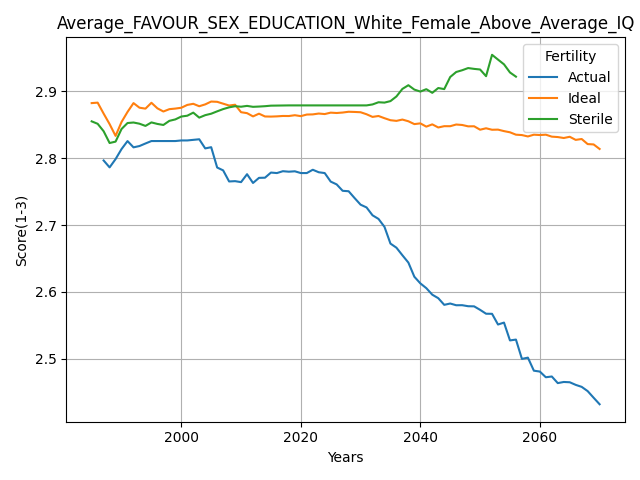 Average_FAVOUR_SEX_EDUCATION_White_Female_Above_Average_IQ
Fertility
Actual
Ideal
Sterile
Score(1-3)
2.9
2.8
2.7
2.6
2.5
2000
2020
2040
2060
Years